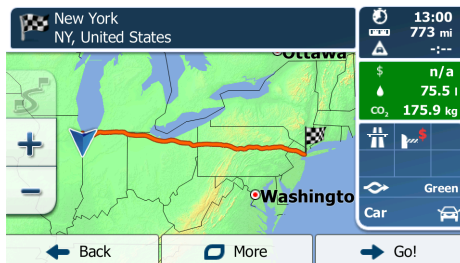 New York
NY, United States
13:00
773 mi
-:--
$ n/a
75.5 l
CO₂ 175.9 kg
Ottawa
$
Washingto
Green
Car
Back
More
Go!